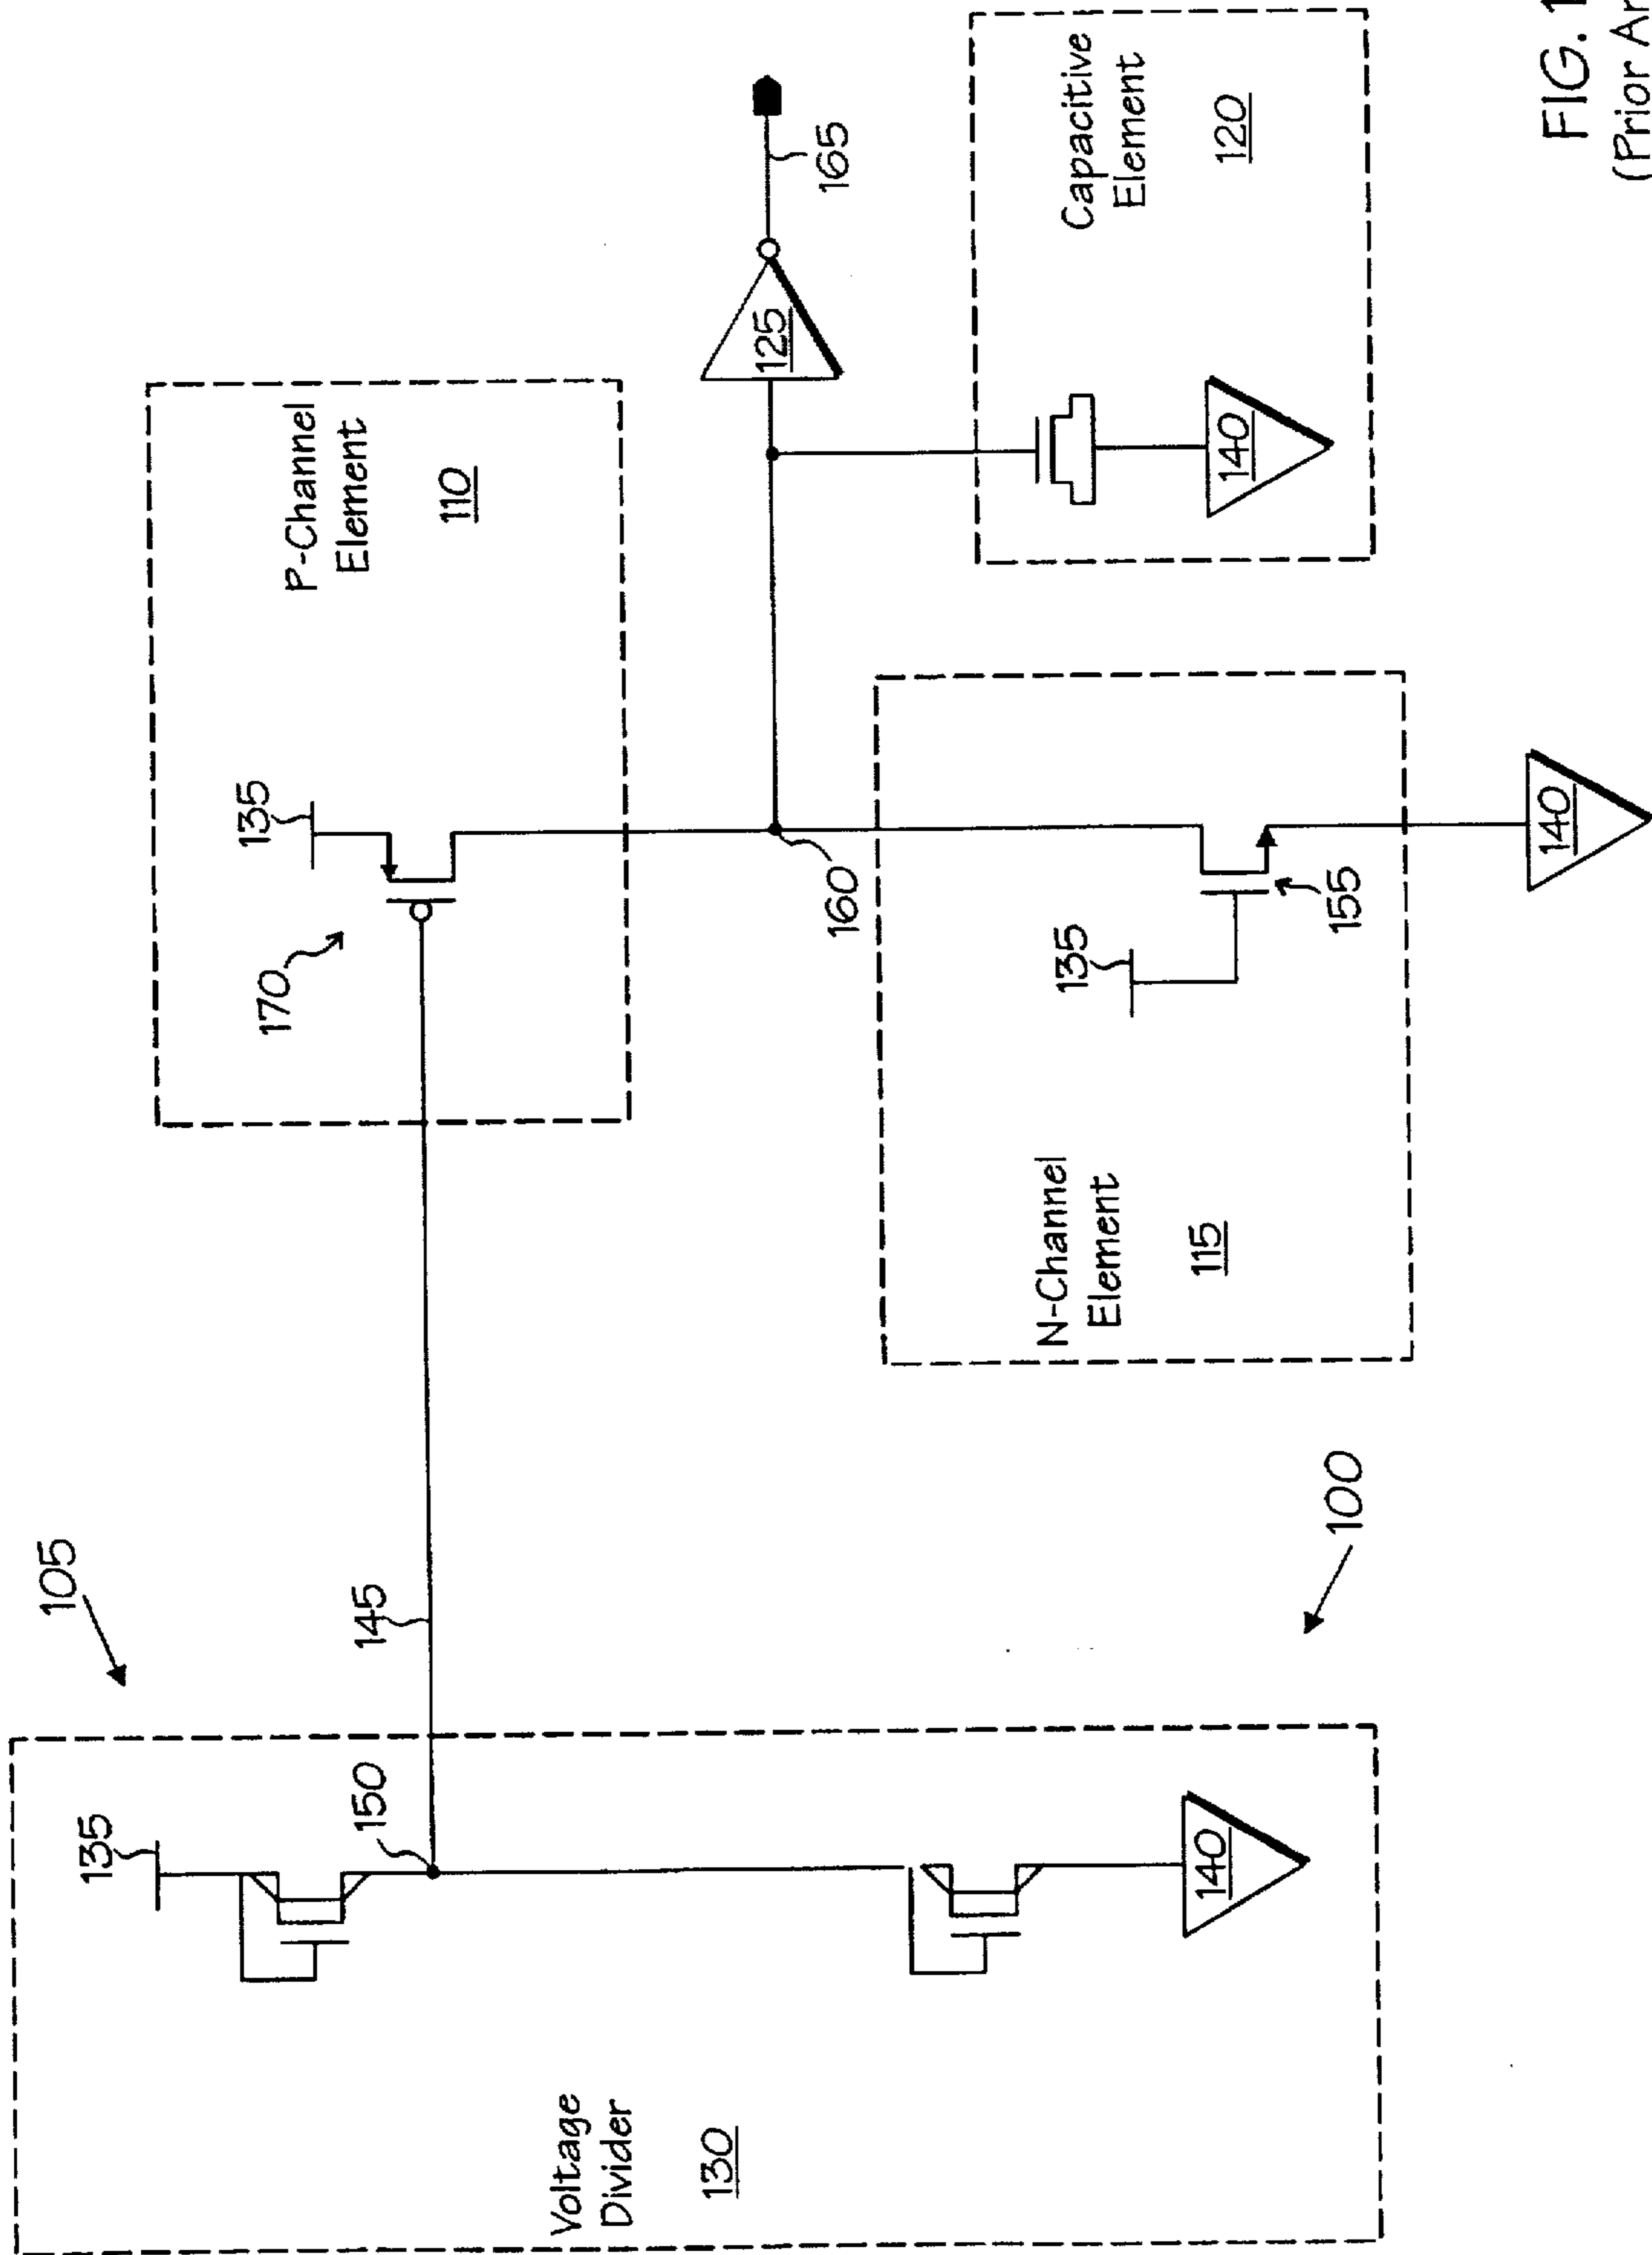 105
135
135
170
P-Channel
Element
110
150
145
Voltage
Divider
130
125
165
160
Capacitive
Element
120
N-Channel
Element
115
135
140
140
155
100
140
FIG. 1
(Prior Ar